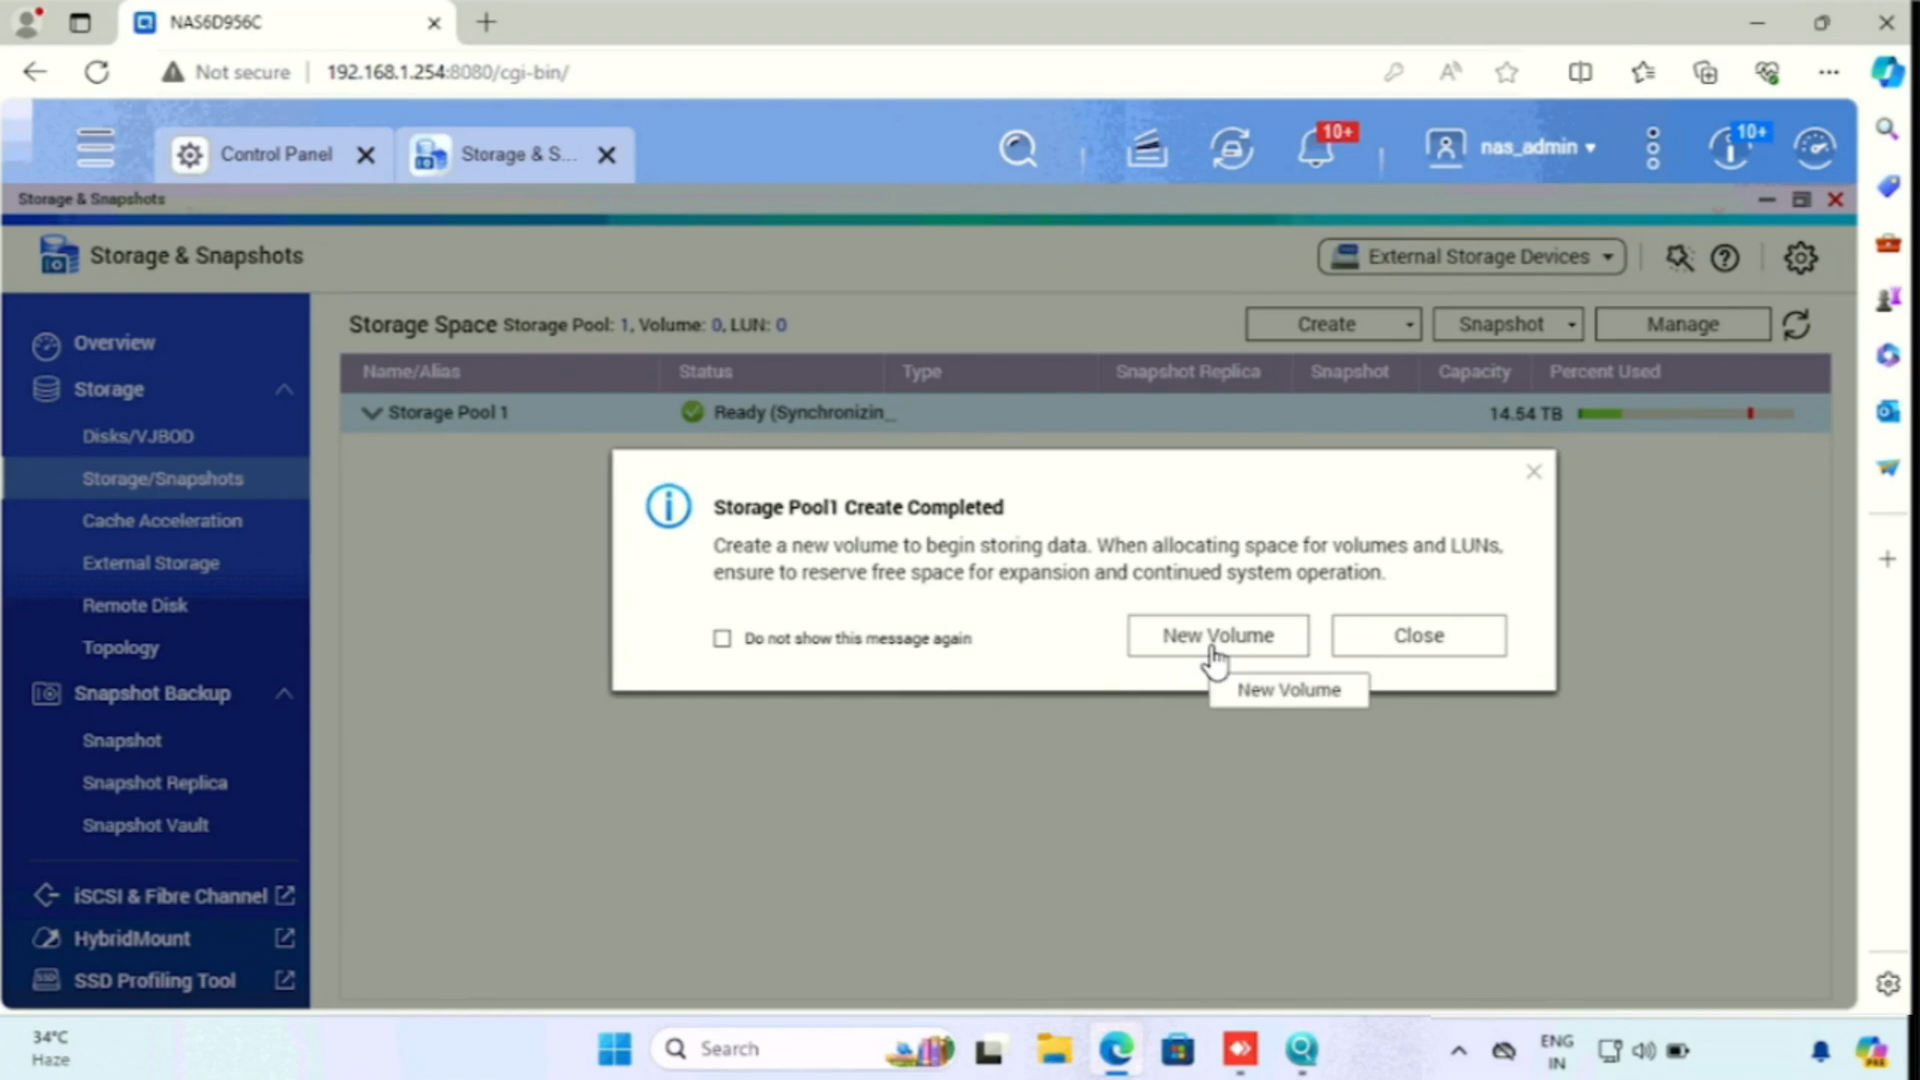 NAS6D956C
Not secure
192.168.1.254:8080/cgi-bin/
Control Panel
Storage & S...
10+
nas_admin
10+
Storage & Snapshots
Storage & Snapshots
External Storage Devices
Overview
Storage
Disks/VJBOD
Storage/Snapshots
Cache Acceleration
External Storage
Remote Disk
Topology
Snapshot Backup
Snapshot
Snapshot Replica
Snapshot Vault
iSCSI & Fibre Channel
HybridMount
SSD Profiling Tool
Storage Space Storage Pool: 1, Volume: 0, LUN: 0
Create
Snapshot
Manage
Name/Alias Status Type Snapshot Replica Snapshot Capacity Percent Used
Storage Pool 1 Ready (Synchronizin_ 14.54 TB
Storage Pool1 Create Completed
Create a new volume to begin storing data. When allocating space for volumes and LUNs,
ensure to reserve free space for expansion and continued system operation.
Do not show this message again
New Volume
Close
New Volume
34°C
Haze
Search
ENG
IN